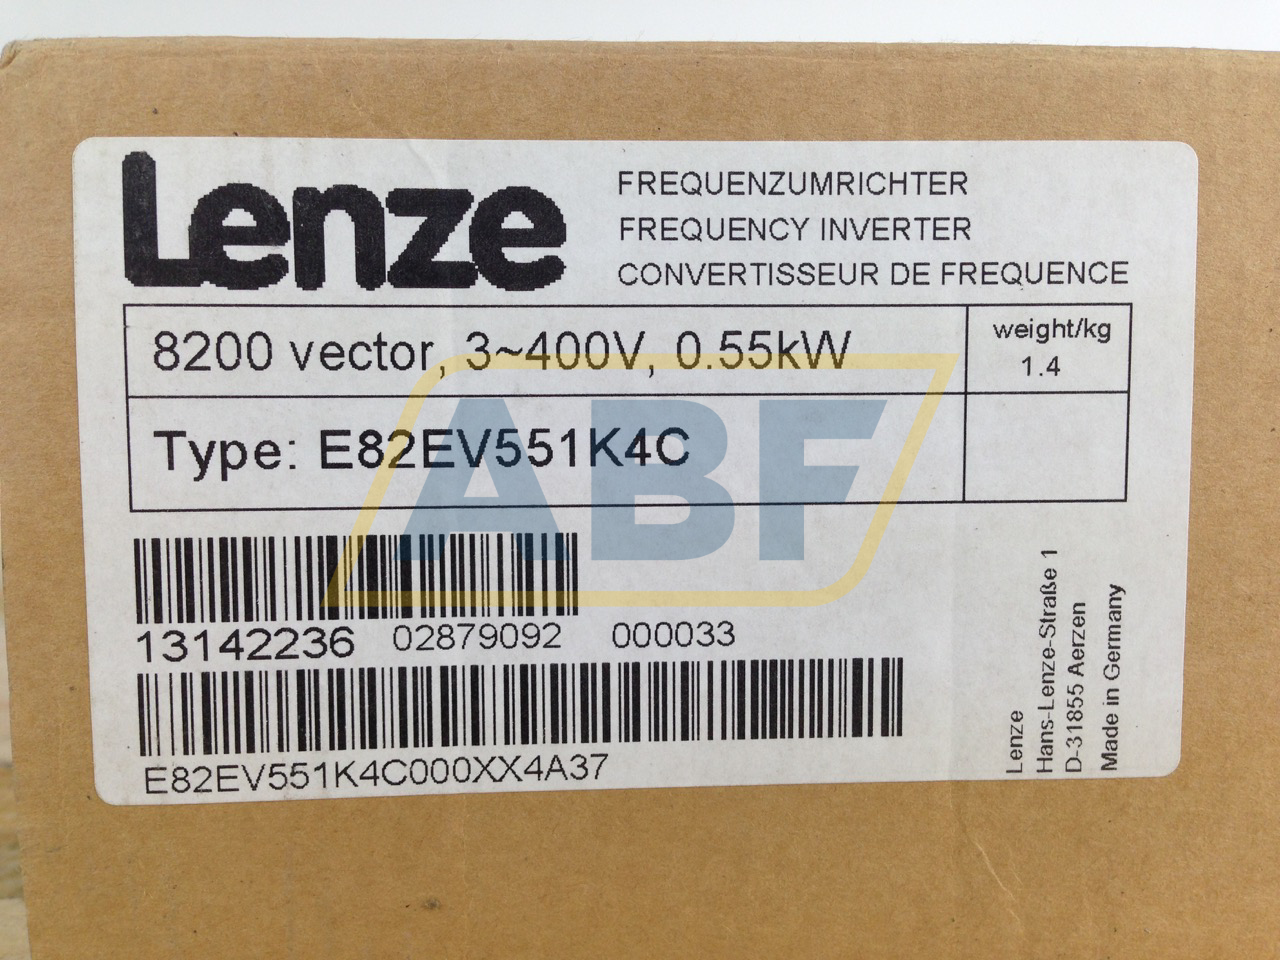 Lenze
FREQUENZUMRICHTER
FREQUENCY INVERTER
CONVERTISSEUR DE FREQUENCE
8200 vector, 3~400V, 0.55kW
weight/kg
1.4
Type: E82EV551K4C
ABF
13142236 02879092 000033
E82EV551K4C000XX4A37
Lenze
Hans-Lenze-Straße 1
D-31855 Aerzen
Made in Germany